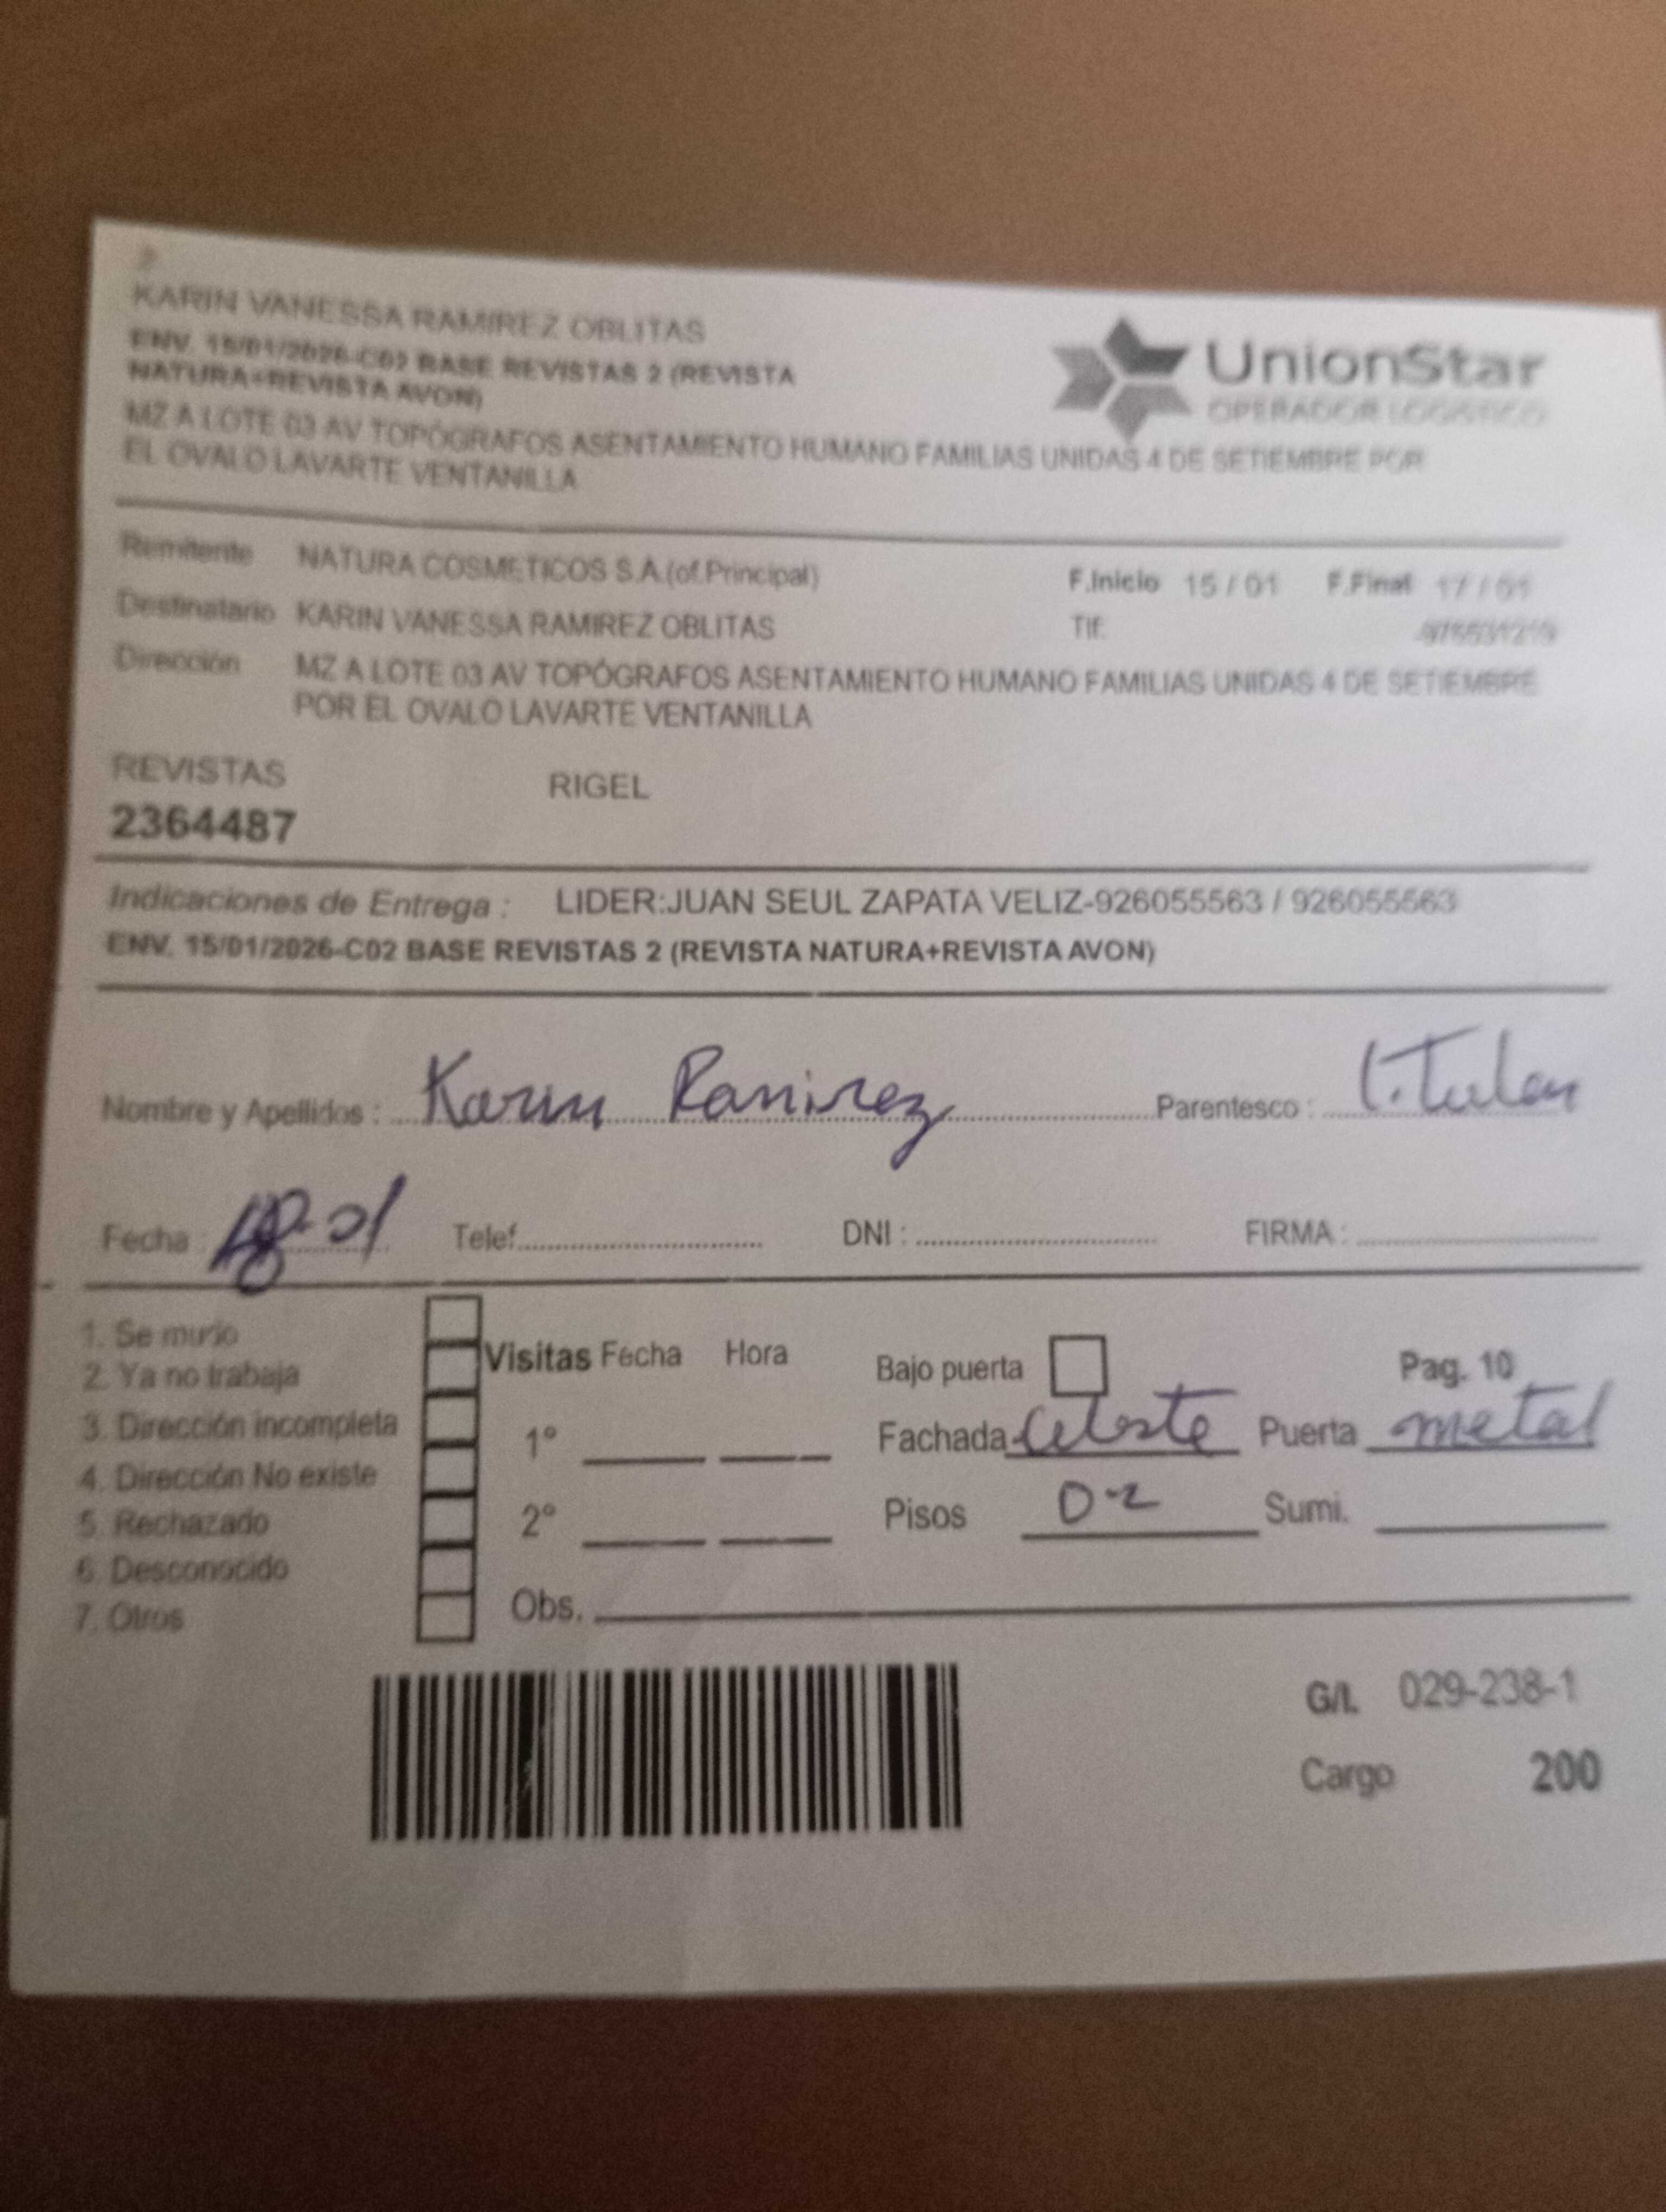 KARIN VANESSA RAMIREZ OBLITAS
ENV. 15/01/2026-C02 BASE REVISTAS 2 (REVISTA
NATURA+REVISTA AVON)
UnionStar
OPERADOR LOGISTICO
MZ A LOTE 03 AV TOPÓGRAFOS ASENTAMIENTO HUMANO FAMILIAS UNIDAS 4 DE SETIEMBRE POR
EL OVALO LAVARTE VENTANILLA
Remitente NATURA COSMETICOS S.A.(of.Principal) F.Inicio 15 / 01 F.Final 17 / 01
Destinatario KARIN VANESSA RAMIREZ OBLITAS Tlf.
Dirección MZ A LOTE 03 AV TOPÓGRAFOS ASENTAMIENTO HUMANO FAMILIAS UNIDAS 4 DE SETIEMBRE
POR EL OVALO LAVARTE VENTANILLA
REVISTAS RIGEL
2364487
Indicaciones de Entrega : LIDER:JUAN SEUL ZAPATA VELIZ-926055563 / 926055563
ENV. 15/01/2026-C02 BASE REVISTAS 2 (REVISTA NATURA+REVISTA AVON)
Nombre y Apellidos : Karin Ramirez Parentesco : Titular
Fecha : 18-01 Telef. DNI : FIRMA :
1. Se murio
2. Ya no trabaja
3. Dirección incompleta
4. Dirección No existe
5. Rechazado
6. Desconocido
7. Otros
Visitas Fecha Hora
1°
2°
Obs.
Bajo puerta Pag. 10
Fachada Celeste Puerta metal
Pisos 02 Sumi.
G/L 029-238-1
Cargo 200